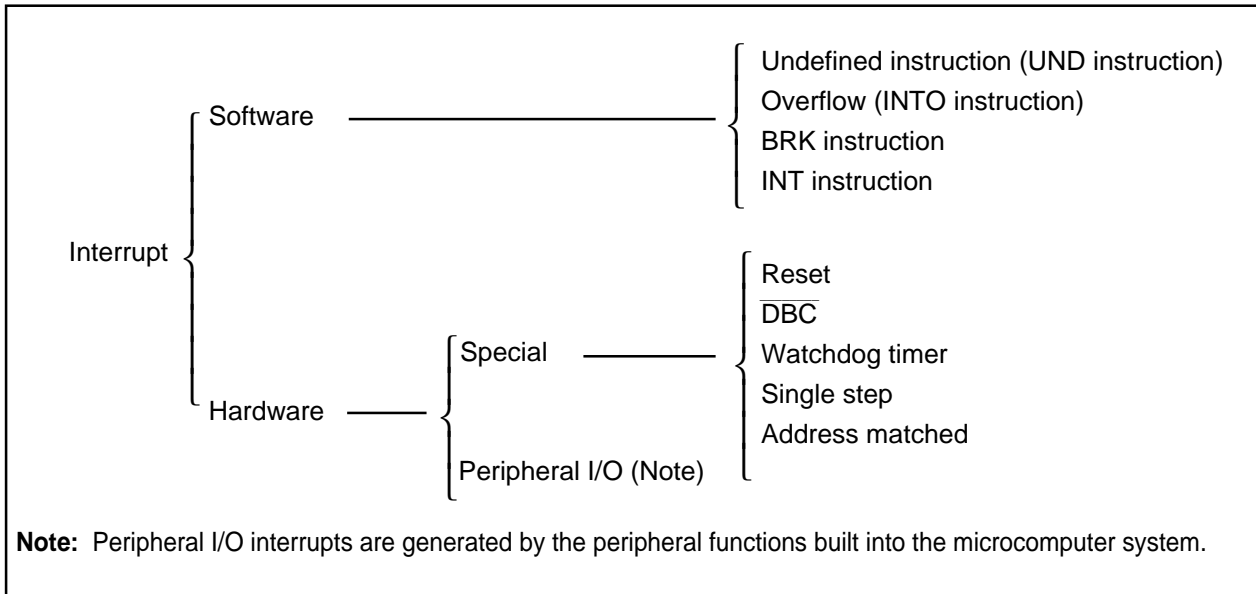 Interrupt
Software
Undefined instruction (UND instruction)
Overflow (INTO instruction)
BRK instruction
INT instruction
Hardware
Special
Reset
D̅B̅C̅
Watchdog timer
Single step
Address matched
Peripheral I/O (Note)
Note: Peripheral I/O interrupts are generated by the peripheral functions built into the microcomputer system.